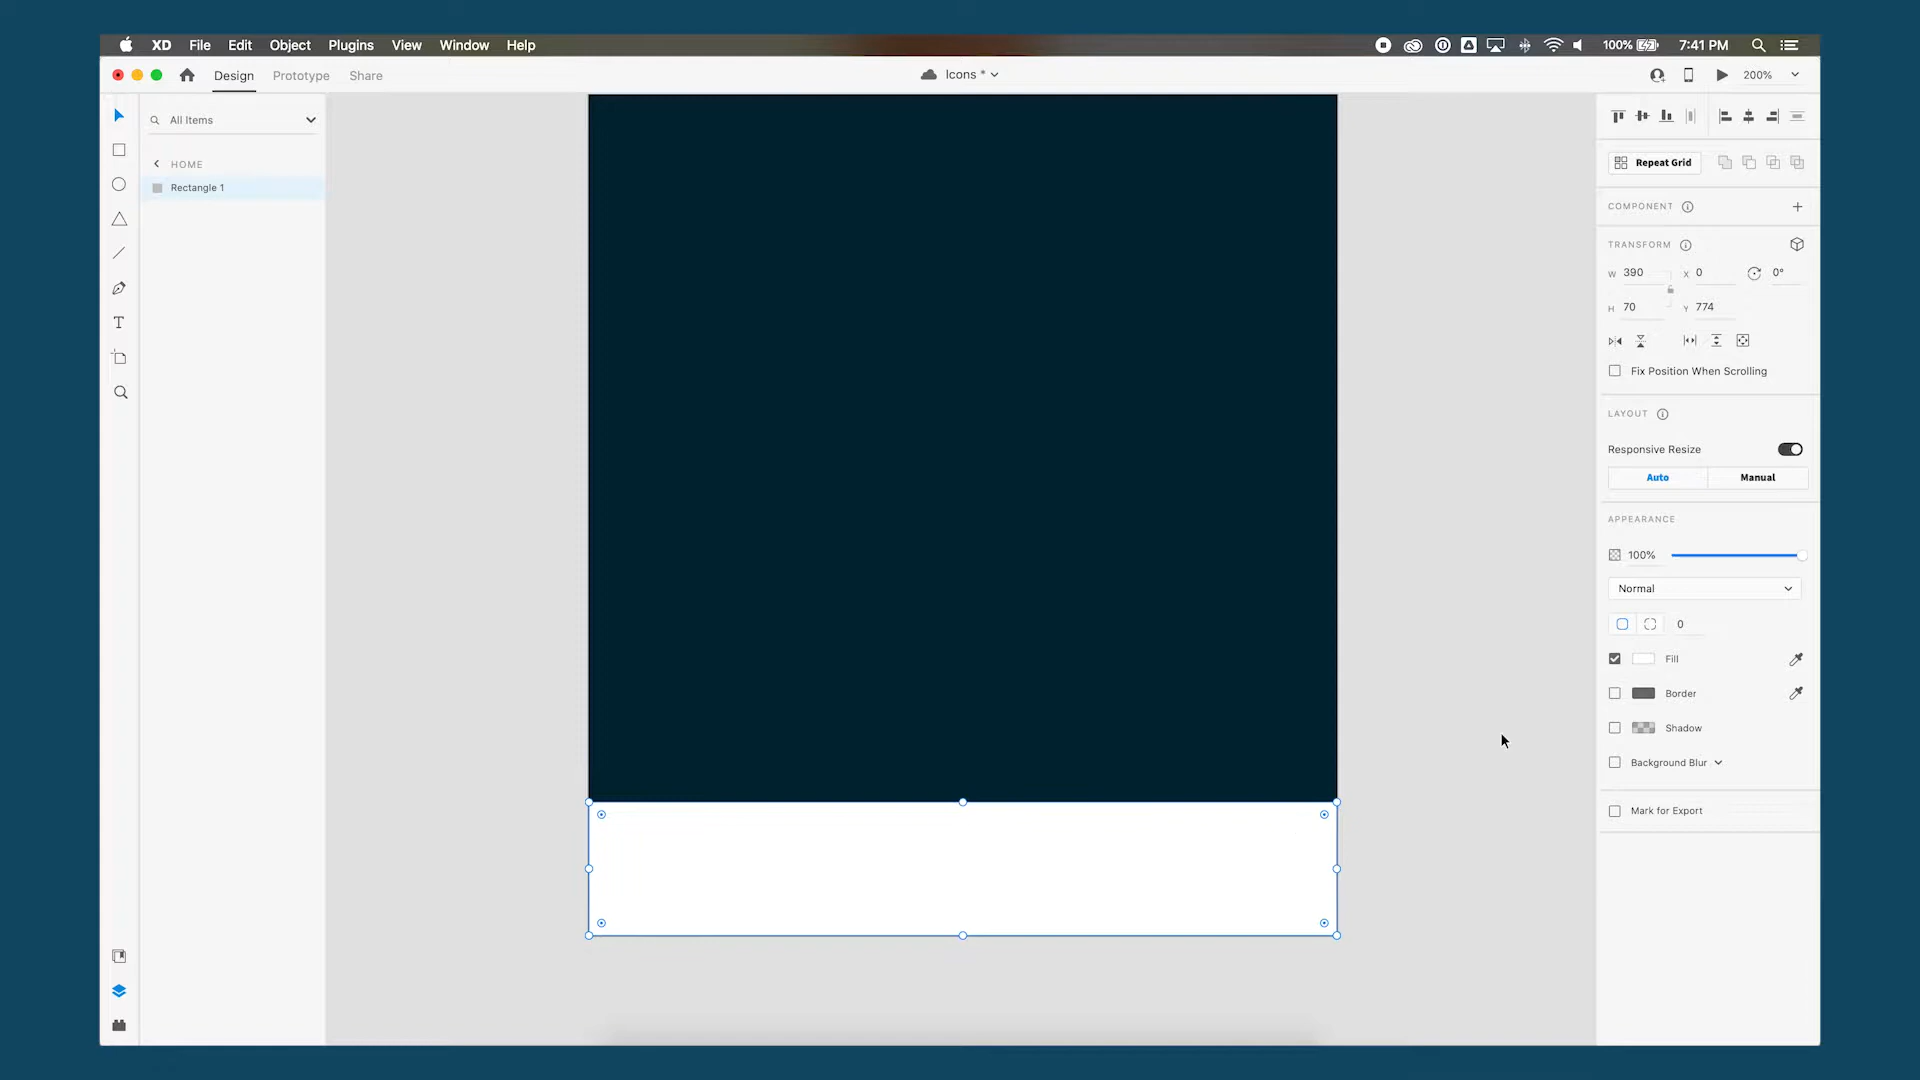 XD File Edit Object Plugins View Window Help 100% 7:41 PM
Design Prototype Share Icons * 200%
All Items
HOME
Rectangle 1
Repeat Grid
COMPONENT
TRANSFORM
W 390 X 0 0°
H 70 Y 774
Fix Position When Scrolling
LAYOUT
Responsive Resize
Auto Manual
APPEARANCE
100%
Normal
0
Fill
Border
Shadow
Background Blur
Mark for Export